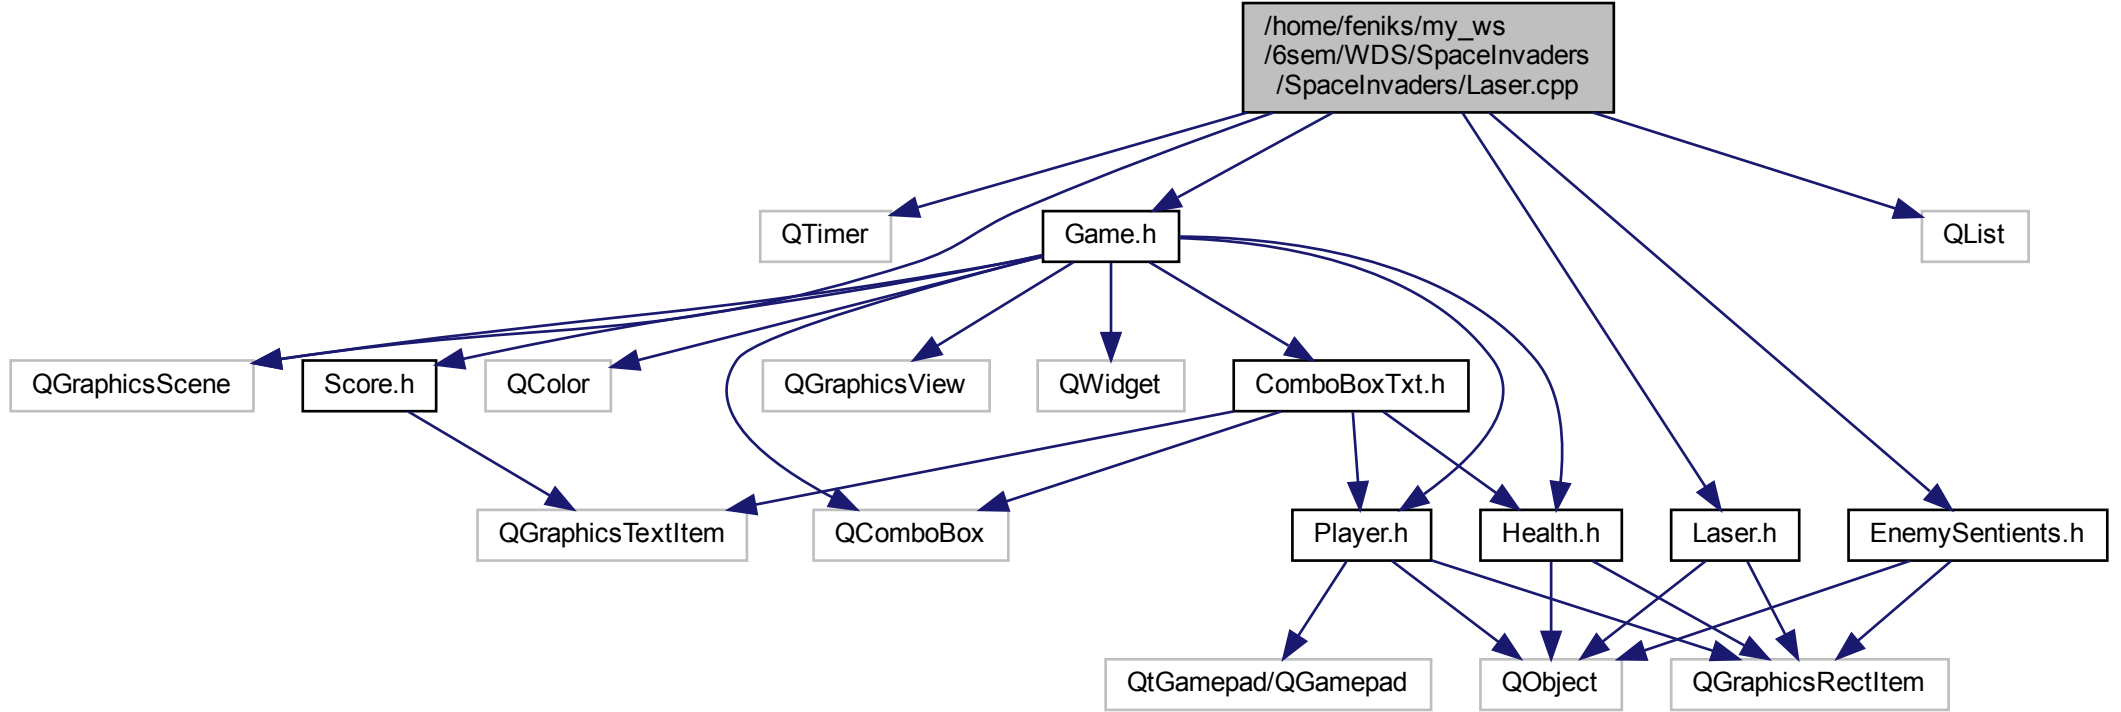 /home/feniks/my_ws
/6sem/WDS/SpaceInvaders
/SpaceInvaders/Laser.cpp
QTimer
Game.h
QList
QGraphicsScene
Score.h
QColor
QGraphicsView
QWidget
ComboBoxTxt.h
QGraphicsTextItem
QComboBox
Player.h
Health.h
Laser.h
EnemySentients.h
QtGamepad/QGamepad
QObject
QGraphicsRectItem